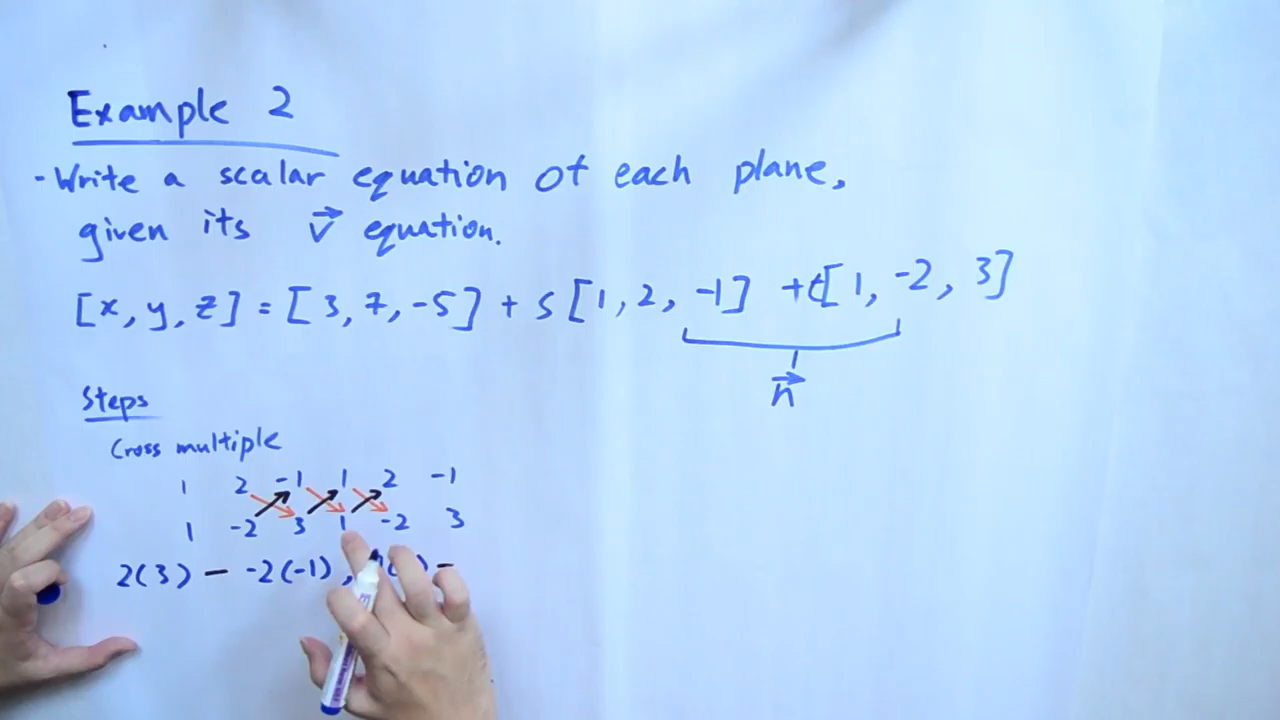 Example 2
- Write a scalar equation of each plane,
given its v⃗ equation.
[x, y, z] = [3, 7, -5] + s[1, 2, -1] + t[1, -2, 3]
n⃗
Steps
Cross multiple
1 2 -1 1 2 -1
1 -2 3 1 -2 3
2(3) - -2(-1), ( ) -